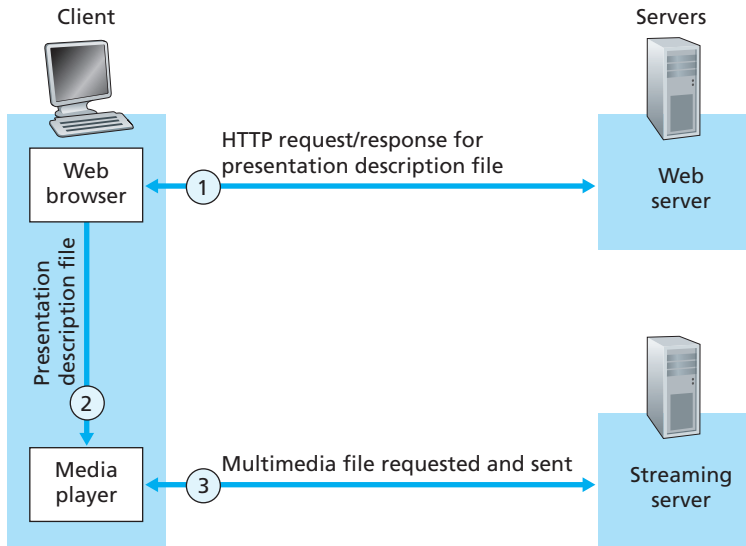 Client
Servers
HTTP request/response for
presentation description file
Web
browser
1
Web
server
Presentation
description file
2
Media
player
3
Multimedia file requested and sent
Streaming
server